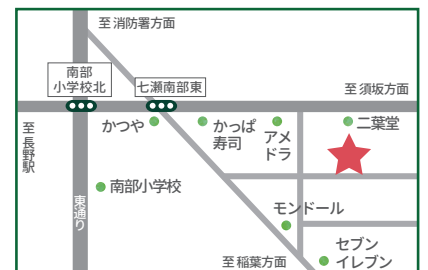 至消防署方面
南部
小学校北
七瀬南部東
至須坂方面
至長野駅
かつや
かっぱ
寿司
アメ
ドラ
二葉堂
南部小学校
東通り
モンドール
至稲葉方面
セブン
イレブン